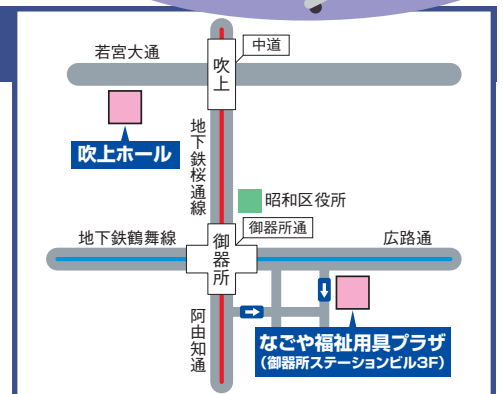 中道
若宮大通
吹上
吹上ホール
地下鉄桜通線
昭和区役所
御器所通
地下鉄鶴舞線
御器所
広路通
阿由知通
なごや福祉用具プラザ
(御器所ステーションビル3F)